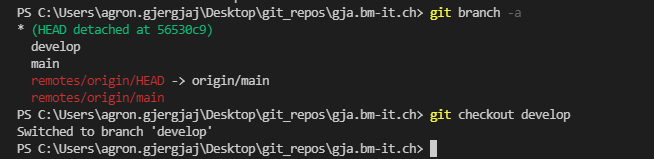 PS C:\Users\agron.gjergjaj\Desktop\git_repos\gja.bm-it.ch> git branch -a
* (HEAD detached at 56530c9)
develop
main
remotes/origin/HEAD -> origin/main
remotes/origin/main
PS C:\Users\agron.gjergjaj\Desktop\git_repos\gja.bm-it.ch> git checkout develop
Switched to branch 'develop'
PS C:\Users\agron.gjergjaj\Desktop\git_repos\gja.bm-it.ch>